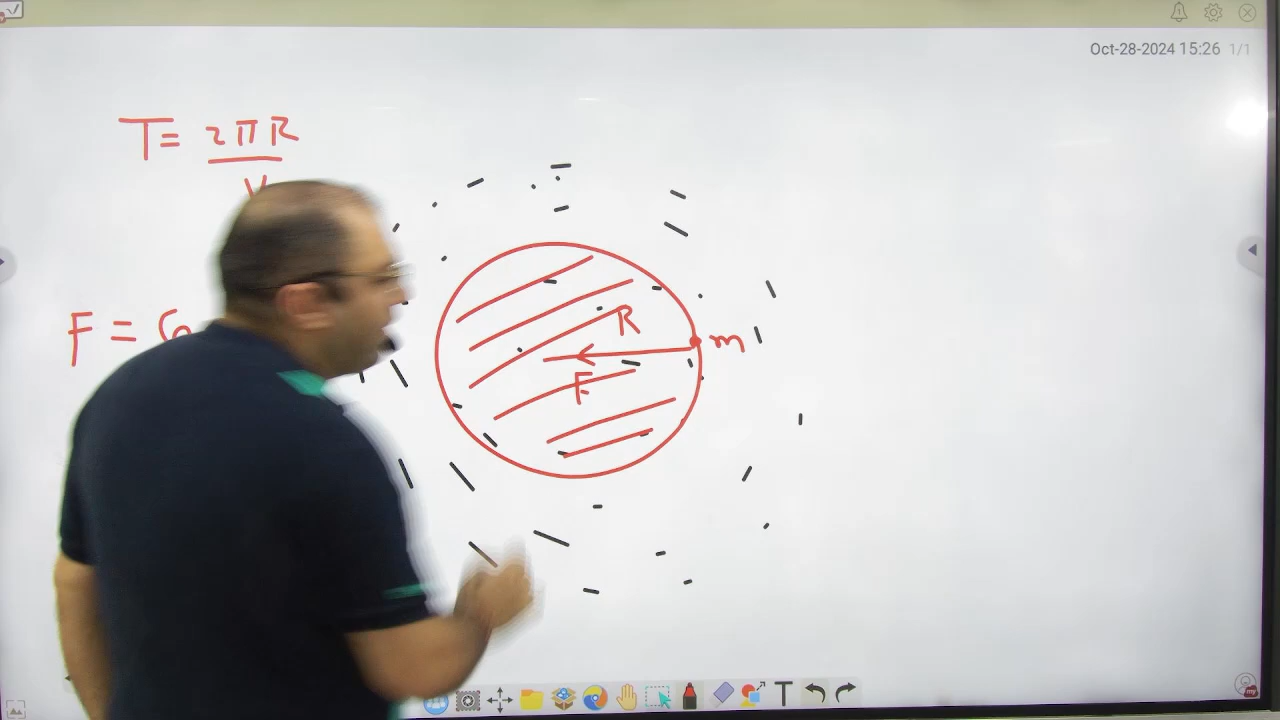 Oct-28-2024 15:26 1/1
T = 2πR
V
F = G
R
m
F
T